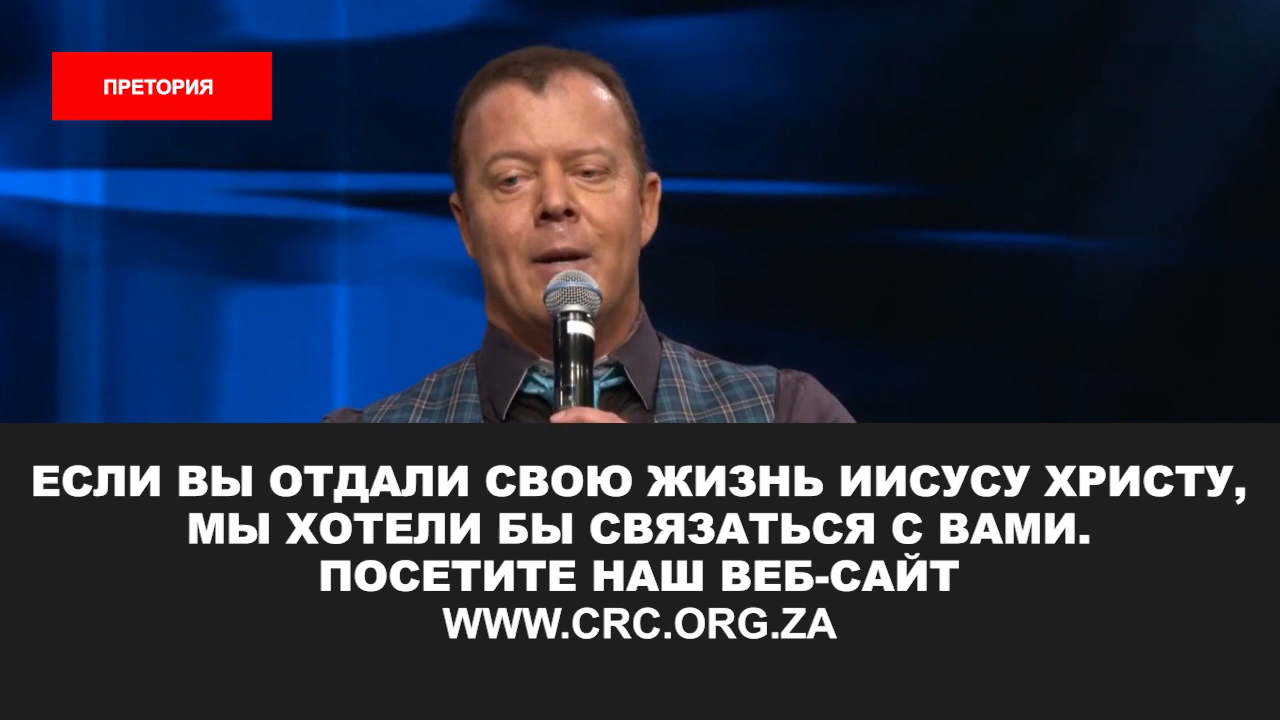 ПРЕТОРИЯ
ЕСЛИ ВЫ ОТДАЛИ СВОЮ ЖИЗНЬ ИИСУСУ ХРИСТУ,
МЫ ХОТЕЛИ БЫ СВЯЗАТЬСЯ С ВАМИ.
ПОСЕТИТЕ НАШ ВЕБ-САЙТ
WWW.CRC.ORG.ZA